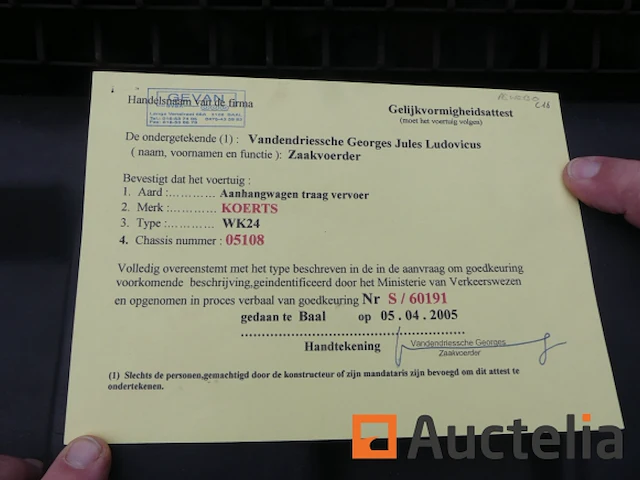 Handelsnaam van de firma
GEVAN
Gelijkvormigheidsattest
(moet het voertuig volgen)
De ondergetekende (1) : Vandendriessche Georges Jules Ludovicus
( naam, voornamen en functie ): Zaakvoerder
Bevestigt dat het voertuig :
1. Aard :............ Aanhangwagen traag vervoer
2. Merk :............ KOERTS
3. Type :............ WK24
4. Chassis nummer : 05108
Volledig overeenstemt met het type beschreven in de in de aanvraag om goedkeuring
voorkomende beschrijving,geindentificeerd door het Ministerie van Verkeerswezen
en opgenomen in proces verbaal van goedkeuring Nr S / 60191
gedaan te Baal op 05 . 04 . 2005
Handtekening
Vandendriessche Georges
Zaakvoerder
(1) Slechts de personen,gemachtigd door de konstructeur of zijn mandataris zijn bevoegd om dit attest te
ondertekenen.
Auctelia